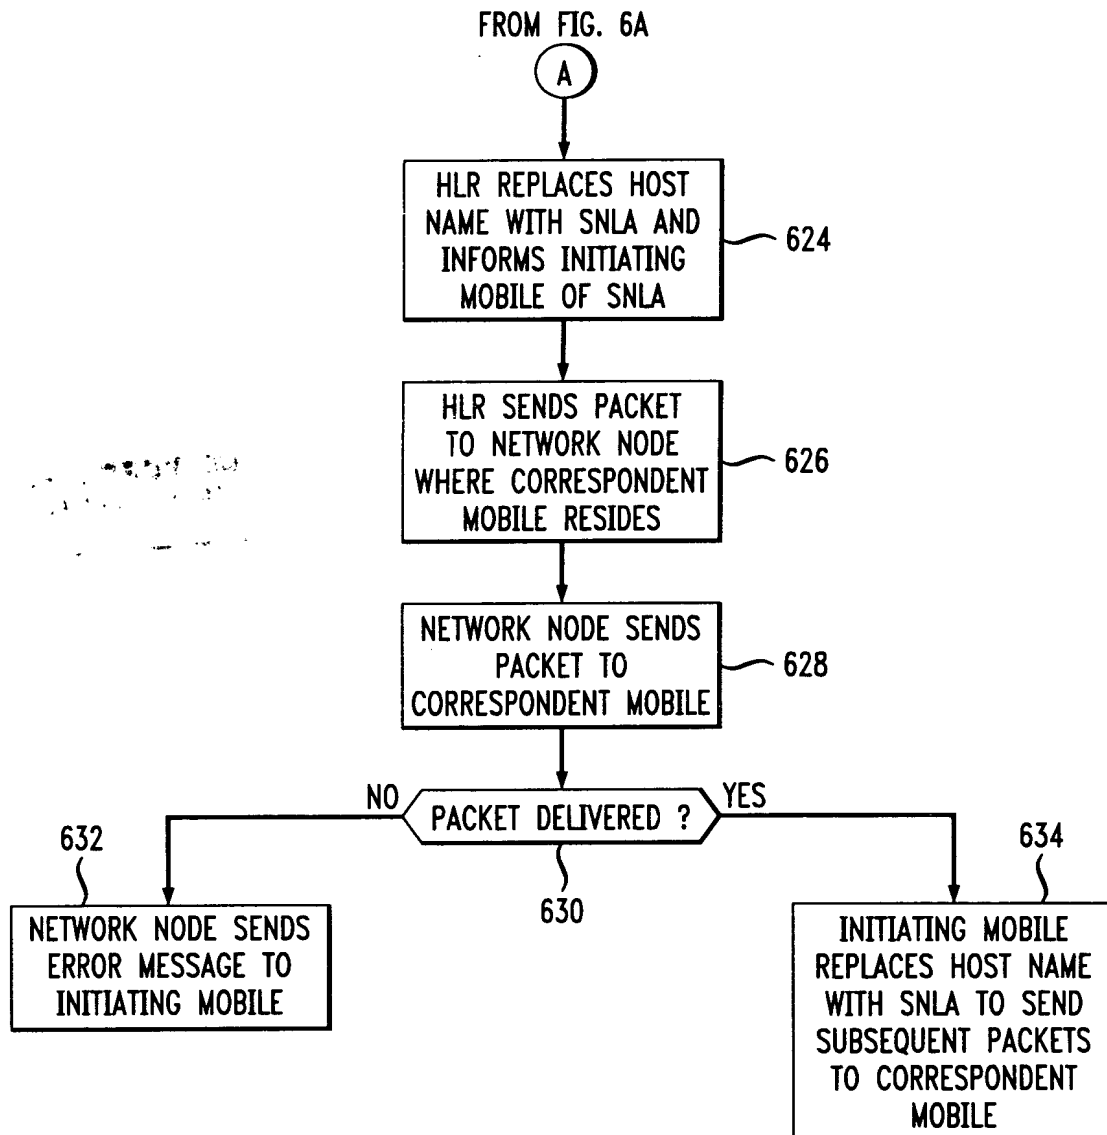 FROM FIG. 6A
A
HLR REPLACES HOST
NAME WITH SNLA AND
INFORMS INITIATING
MOBILE OF SNLA
624
HLR SENDS PACKET
TO NETWORK NODE
WHERE CORRESPONDENT
MOBILE RESIDES
626
NETWORK NODE SENDS
PACKET TO
CORRESPONDENT MOBILE
628
NO
PACKET DELIVERED ?
YES
630
632
NETWORK NODE SENDS
ERROR MESSAGE TO
INITIATING MOBILE
634
INITIATING MOBILE
REPLACES HOST NAME
WITH SNLA TO SEND
SUBSEQUENT PACKETS
TO CORRESPONDENT
MOBILE